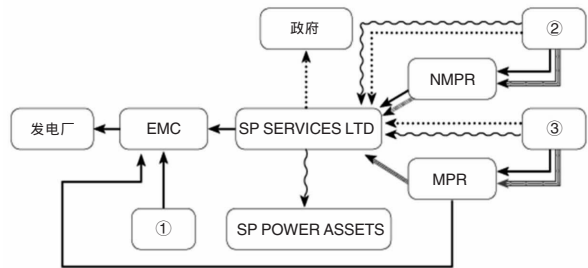 政府
②
NMPR
发电厂
EMC
SP SERVICES LTD
③
MPR
①
SP POWER ASSETS